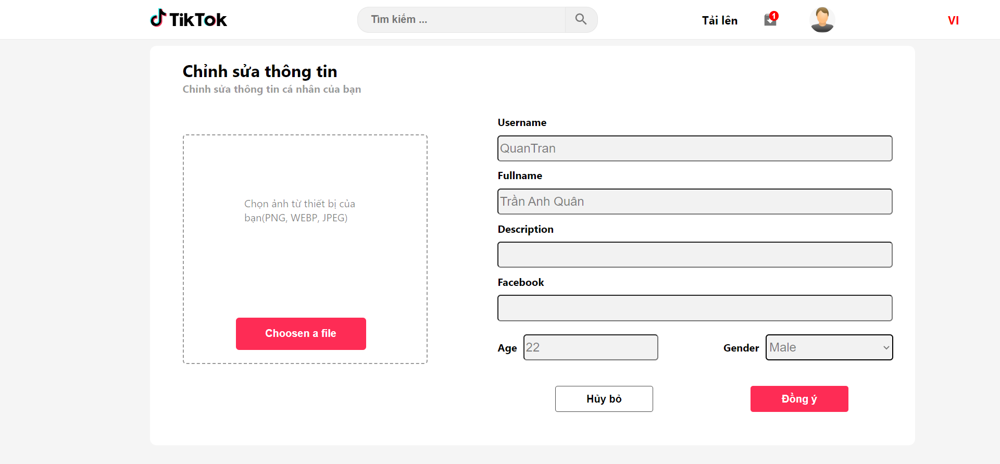 TikTok
Tìm kiếm ...
Tải lên
1
VI
Chỉnh sửa thông tin
Chỉnh sửa thông tin cá nhân của bạn
Chọn ảnh từ thiết bị của
bạn(PNG, WEBP, JPEG)
Choosen a file
Username
QuanTran
Fullname
Trần Anh Quân
Description
Facebook
Age
22
Gender
Male
Hủy bỏ
Đồng ý